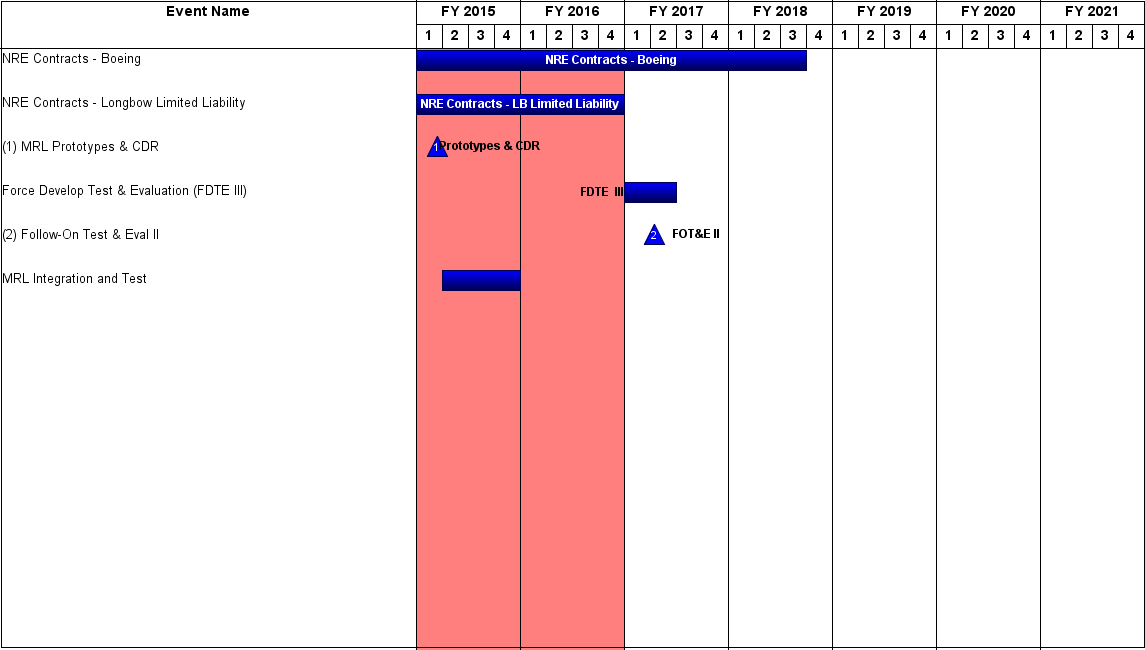 Event Name FY 2015 FY 2016 FY 2017 FY 2018 FY 2019 FY 2020 FY 2021
1 2 3 4 1 2 3 4 1 2 3 4 1 2 3 4 1 2 3 4 1 2 3 4 1 2 3 4
NRE Contracts - Boeing NRE Contracts - Boeing
NRE Contracts - Longbow Limited Liability NRE Contracts - LB Limited Liability
(1) MRL Prototypes & CDR 1 Prototypes & CDR
Force Develop Test & Evaluation (FDTE III) FDTE III
(2) Follow-On Test & Eval II 2 FOT&E II
MRL Integration and Test